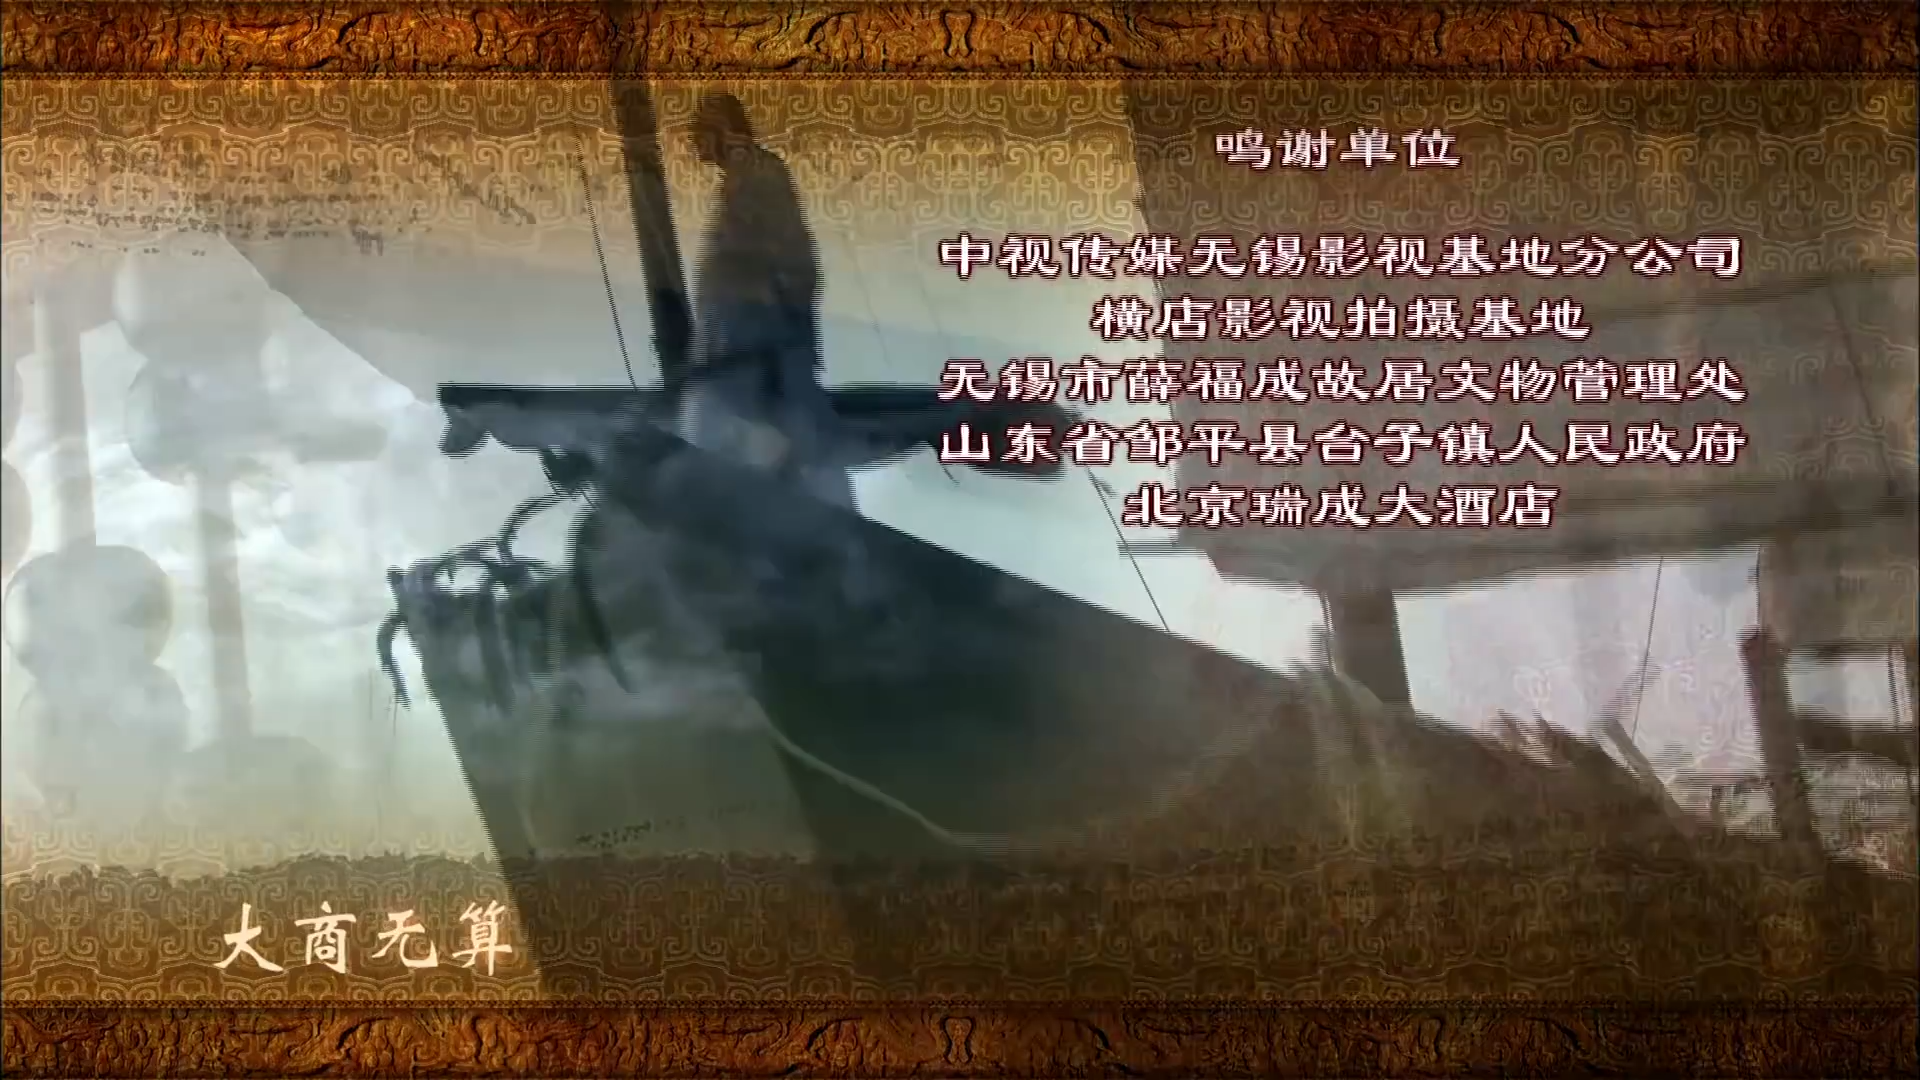 鸣谢单位
中视传媒无锡影视基地分公司
横店影视拍摄基地
无锡市薛福成故居文物管理处
山东省邹平县台子镇人民政府
北京瑞成大酒店
大商无算